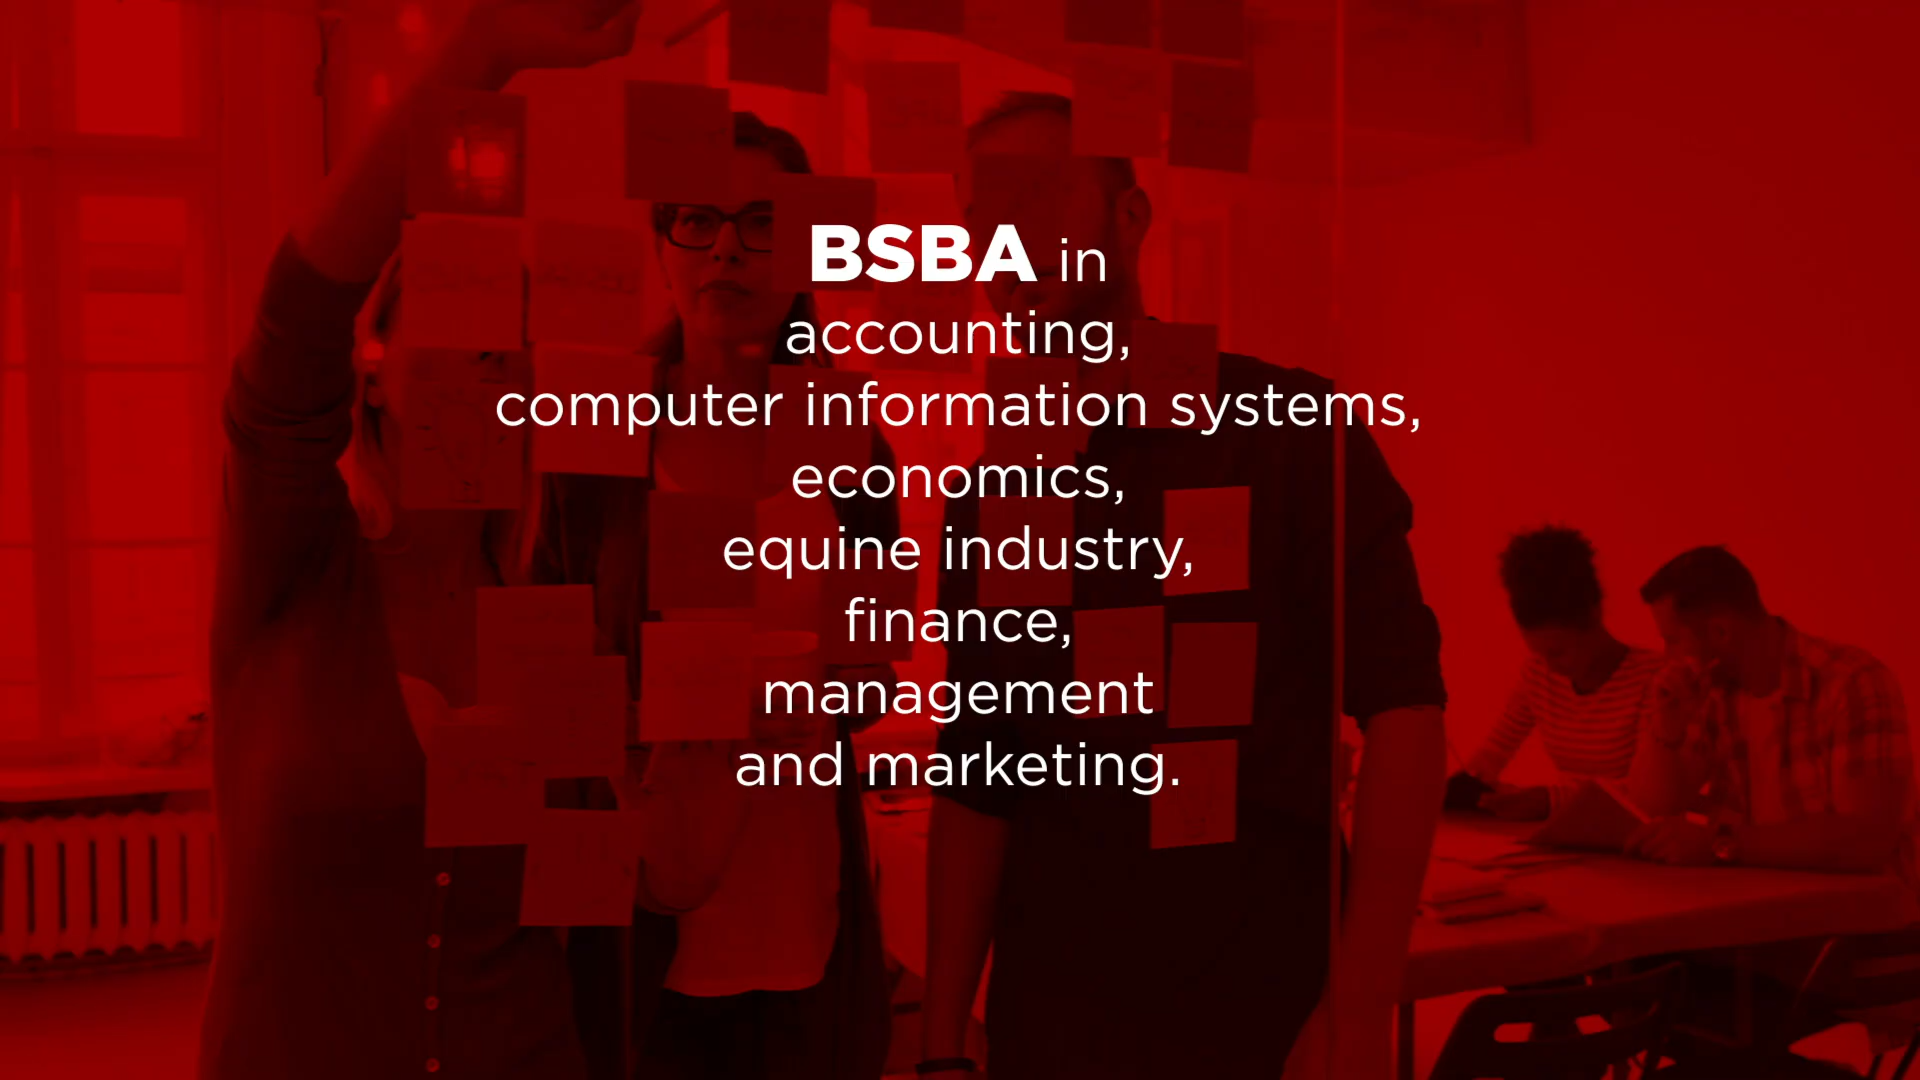 BSBA in
accounting,
computer information systems,
economics,
equine industry,
finance,
management
and marketing.